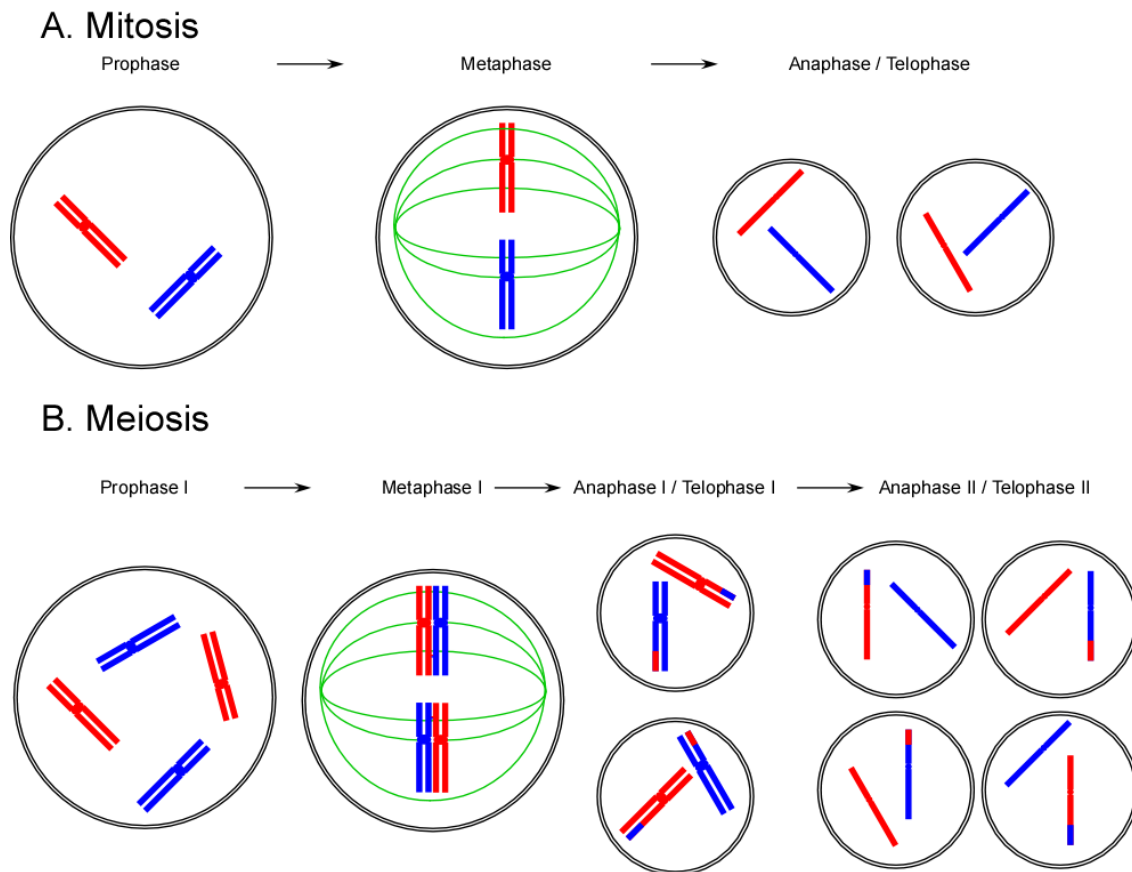 A. Mitosis
Prophase Metaphase Anaphase / Telophase
B. Meiosis
Prophase I Metaphase I Anaphase I / Telophase I Anaphase II / Telophase II